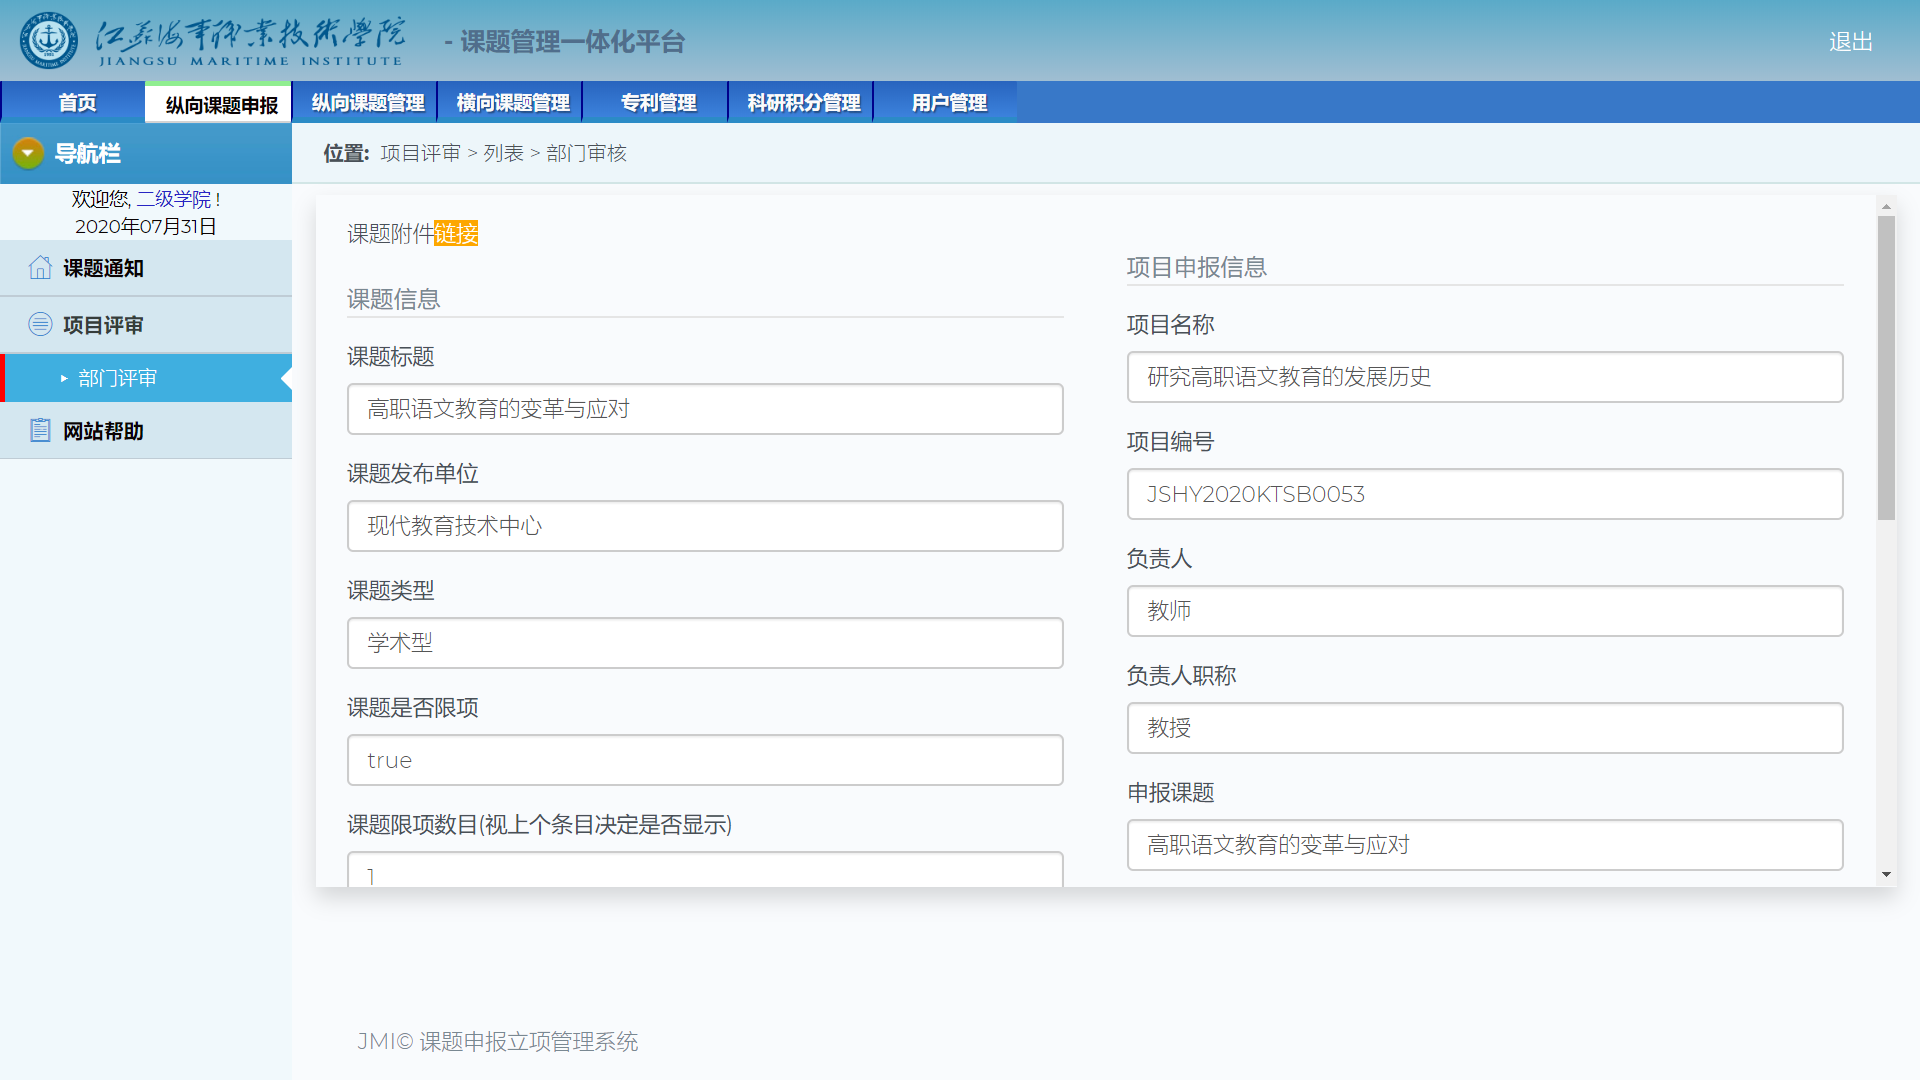 江苏海事职业技术学院
JIANGSU MARITIME INSTITUTE
- 课题管理一体化平台
退出
首页
纵向课题申报
纵向课题管理
横向课题管理
专利管理
科研积分管理
用户管理
导航栏
欢迎您, 二级学院 !
2020年07月31日
课题通知
项目评审
部门评审
网站帮助
位置: 项目评审 > 列表 > 部门审核
课题附件链接
课题信息
课题标题
高职语文教育的变革与应对
课题发布单位
现代教育技术中心
课题类型
学术型
课题是否限项
true
课题限项数目(视上个条目决定是否显示)
1
项目申报信息
项目名称
研究高职语文教育的发展历史
项目编号
JSHY2020KTSB0053
负责人
教师
负责人职称
教授
申报课题
高职语文教育的变革与应对
JMI© 课题申报立项管理系统